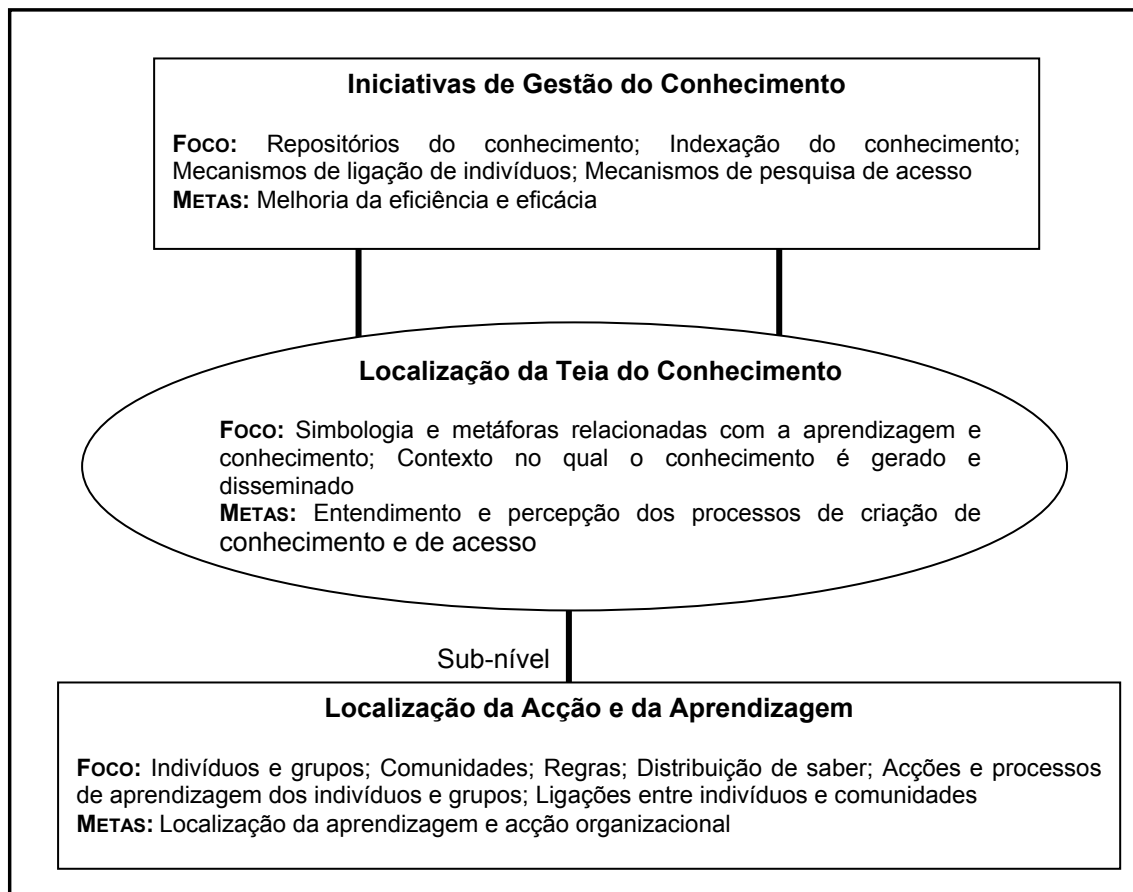 Iniciativas de Gestão do Conhecimento
FOCO: Repositórios do conhecimento; Indexação do conhecimento;
Mecanismos de ligação de indivíduos; Mecanismos de pesquisa de acesso
METAS: Melhoria da eficiência e eficácia
Localização da Teia do Conhecimento
FOCO: Simbologia e metáforas relacionadas com a aprendizagem e
conhecimento; Contexto no qual o conhecimento é gerado e
disseminado
METAS: Entendimento e percepção dos processos de criação de
conhecimento e de acesso
Sub-nível
Localização da Acção e da Aprendizagem
FOCO: Indivíduos e grupos; Comunidades; Regras; Distribuição de saber; Acções e processos
de aprendizagem dos indivíduos e grupos; Ligações entre indivíduos e comunidades
METAS: Localização da aprendizagem e acção organizacional